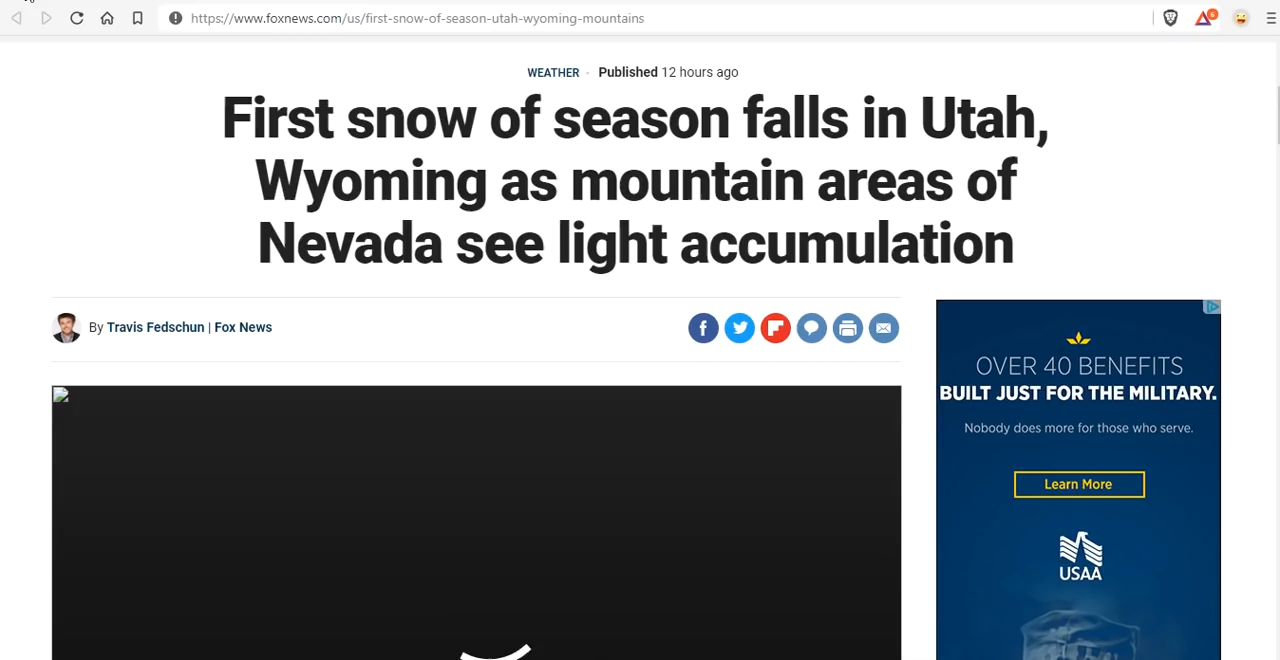 https://www.foxnews.com/us/first-snow-of-season-utah-wyoming-mountains
6
WEATHER · Published 12 hours ago
First snow of season falls in Utah,
Wyoming as mountain areas of
Nevada see light accumulation
By Travis Fedschun | Fox News
OVER 40 BENEFITS
BUILT JUST FOR THE MILITARY.
Nobody does more for those who serve.
Learn More
USAA